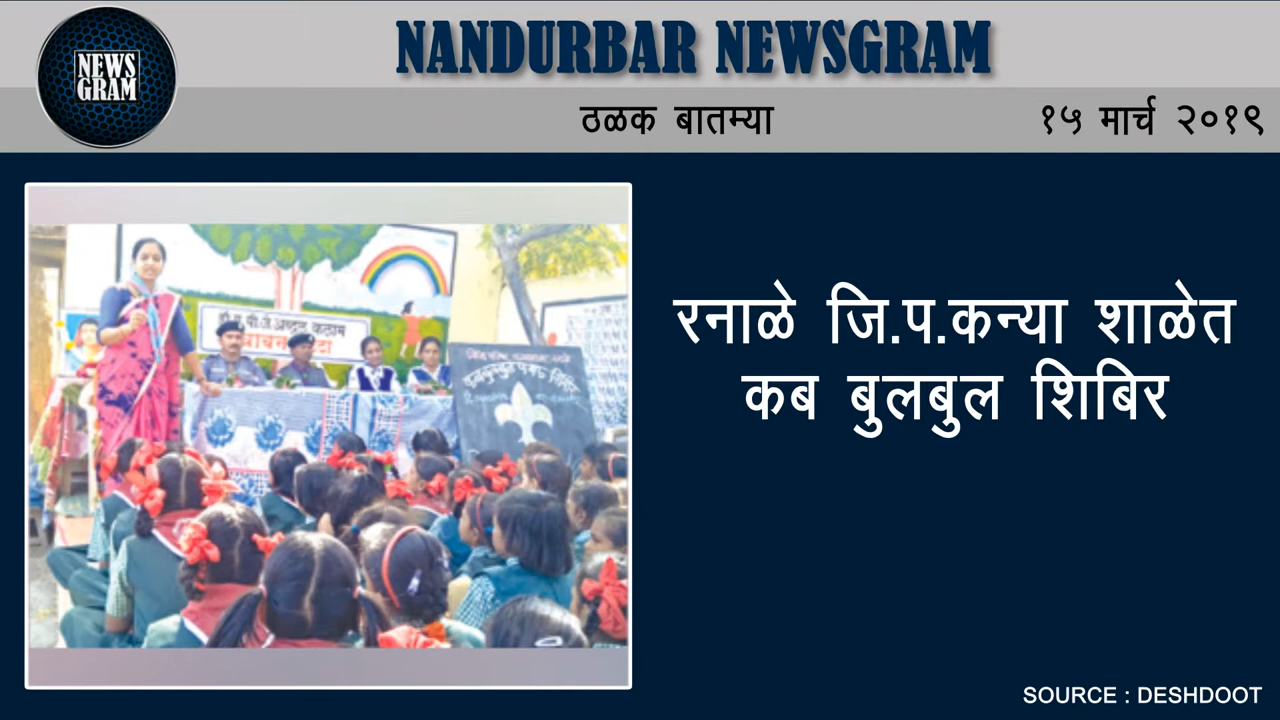 NEWS
GRAM
NANDURBAR NEWSGRAM
ठळक बातम्या
१५ मार्च २०१९
रनाळे जि.प.कन्या शाळेत
कब बुलबुल शिबिर
SOURCE : DESHDOOT